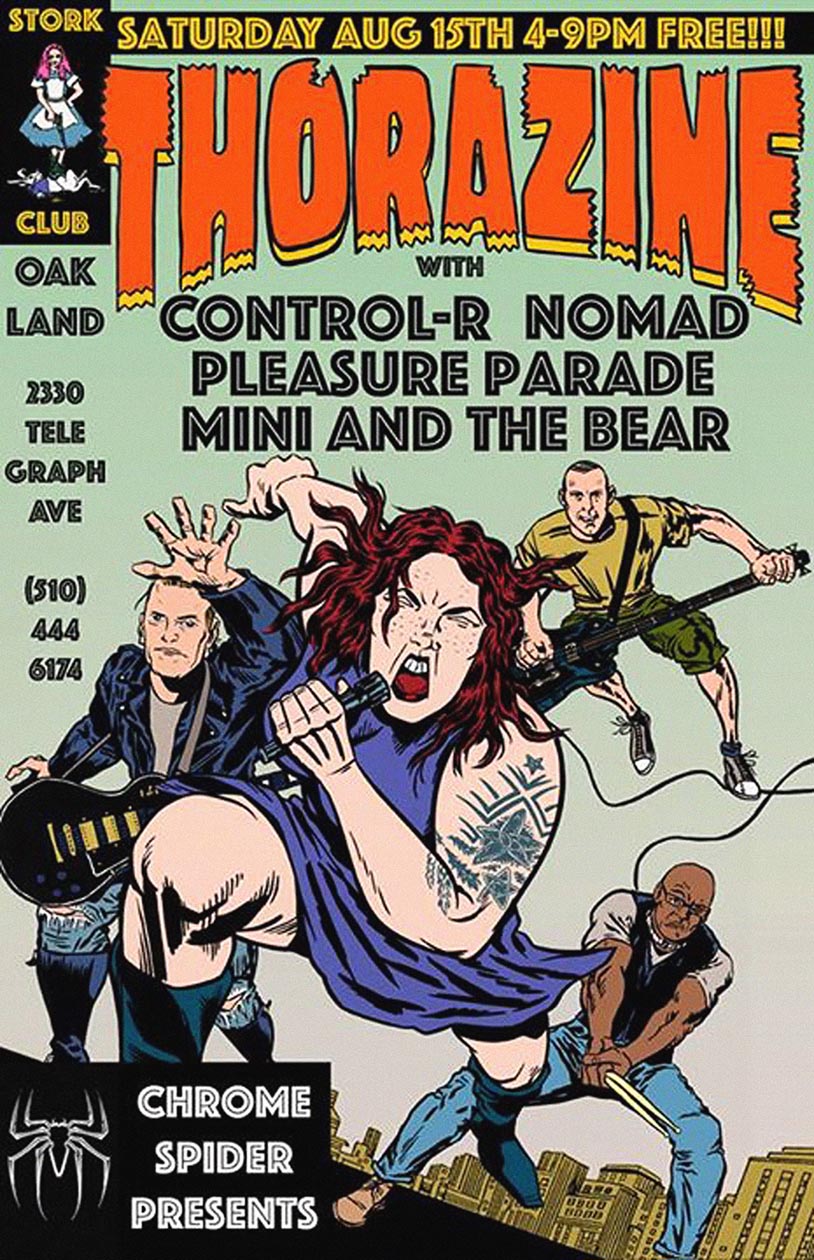 STORK
CLUB
SATURDAY AUG 15TH 4-9PM FREE!!!
THORAZINE
WITH
CONTROL-R NOMAD
PLEASURE PARADE
MINI AND THE BEAR
OAK
LAND
2330
TELE
GRAPH
AVE
(510)
444
6174
CHROME
SPIDER
PRESENTS